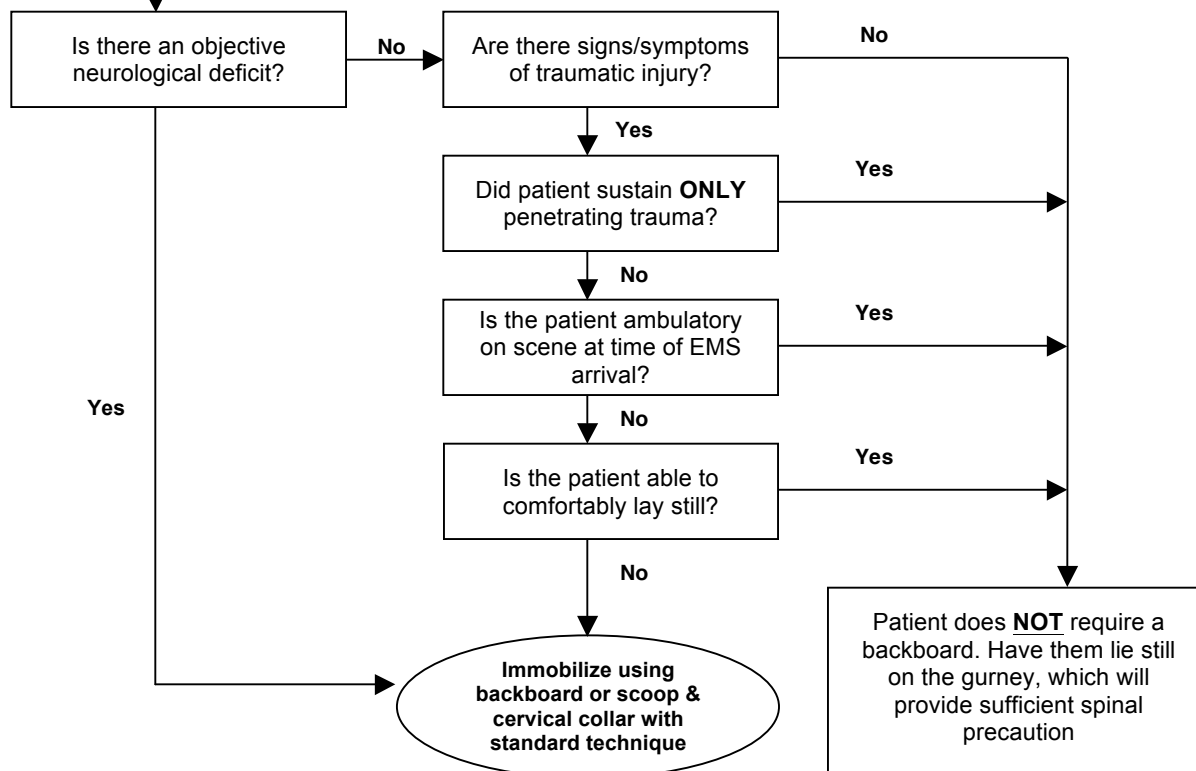 Is there an objective
neurological deficit?
No
Are there signs/symptoms
of traumatic injury?
No
Yes
Did patient sustain ONLY
penetrating trauma?
Yes
No
Is the patient ambulatory
on scene at time of EMS
arrival?
Yes
Yes
No
Is the patient able to
comfortably lay still?
Yes
No
Immobilize using
backboard or scoop &
cervical collar with
standard technique
Patient does NOT require a
backboard. Have them lie still
on the gurney, which will
provide sufficient spinal
precaution